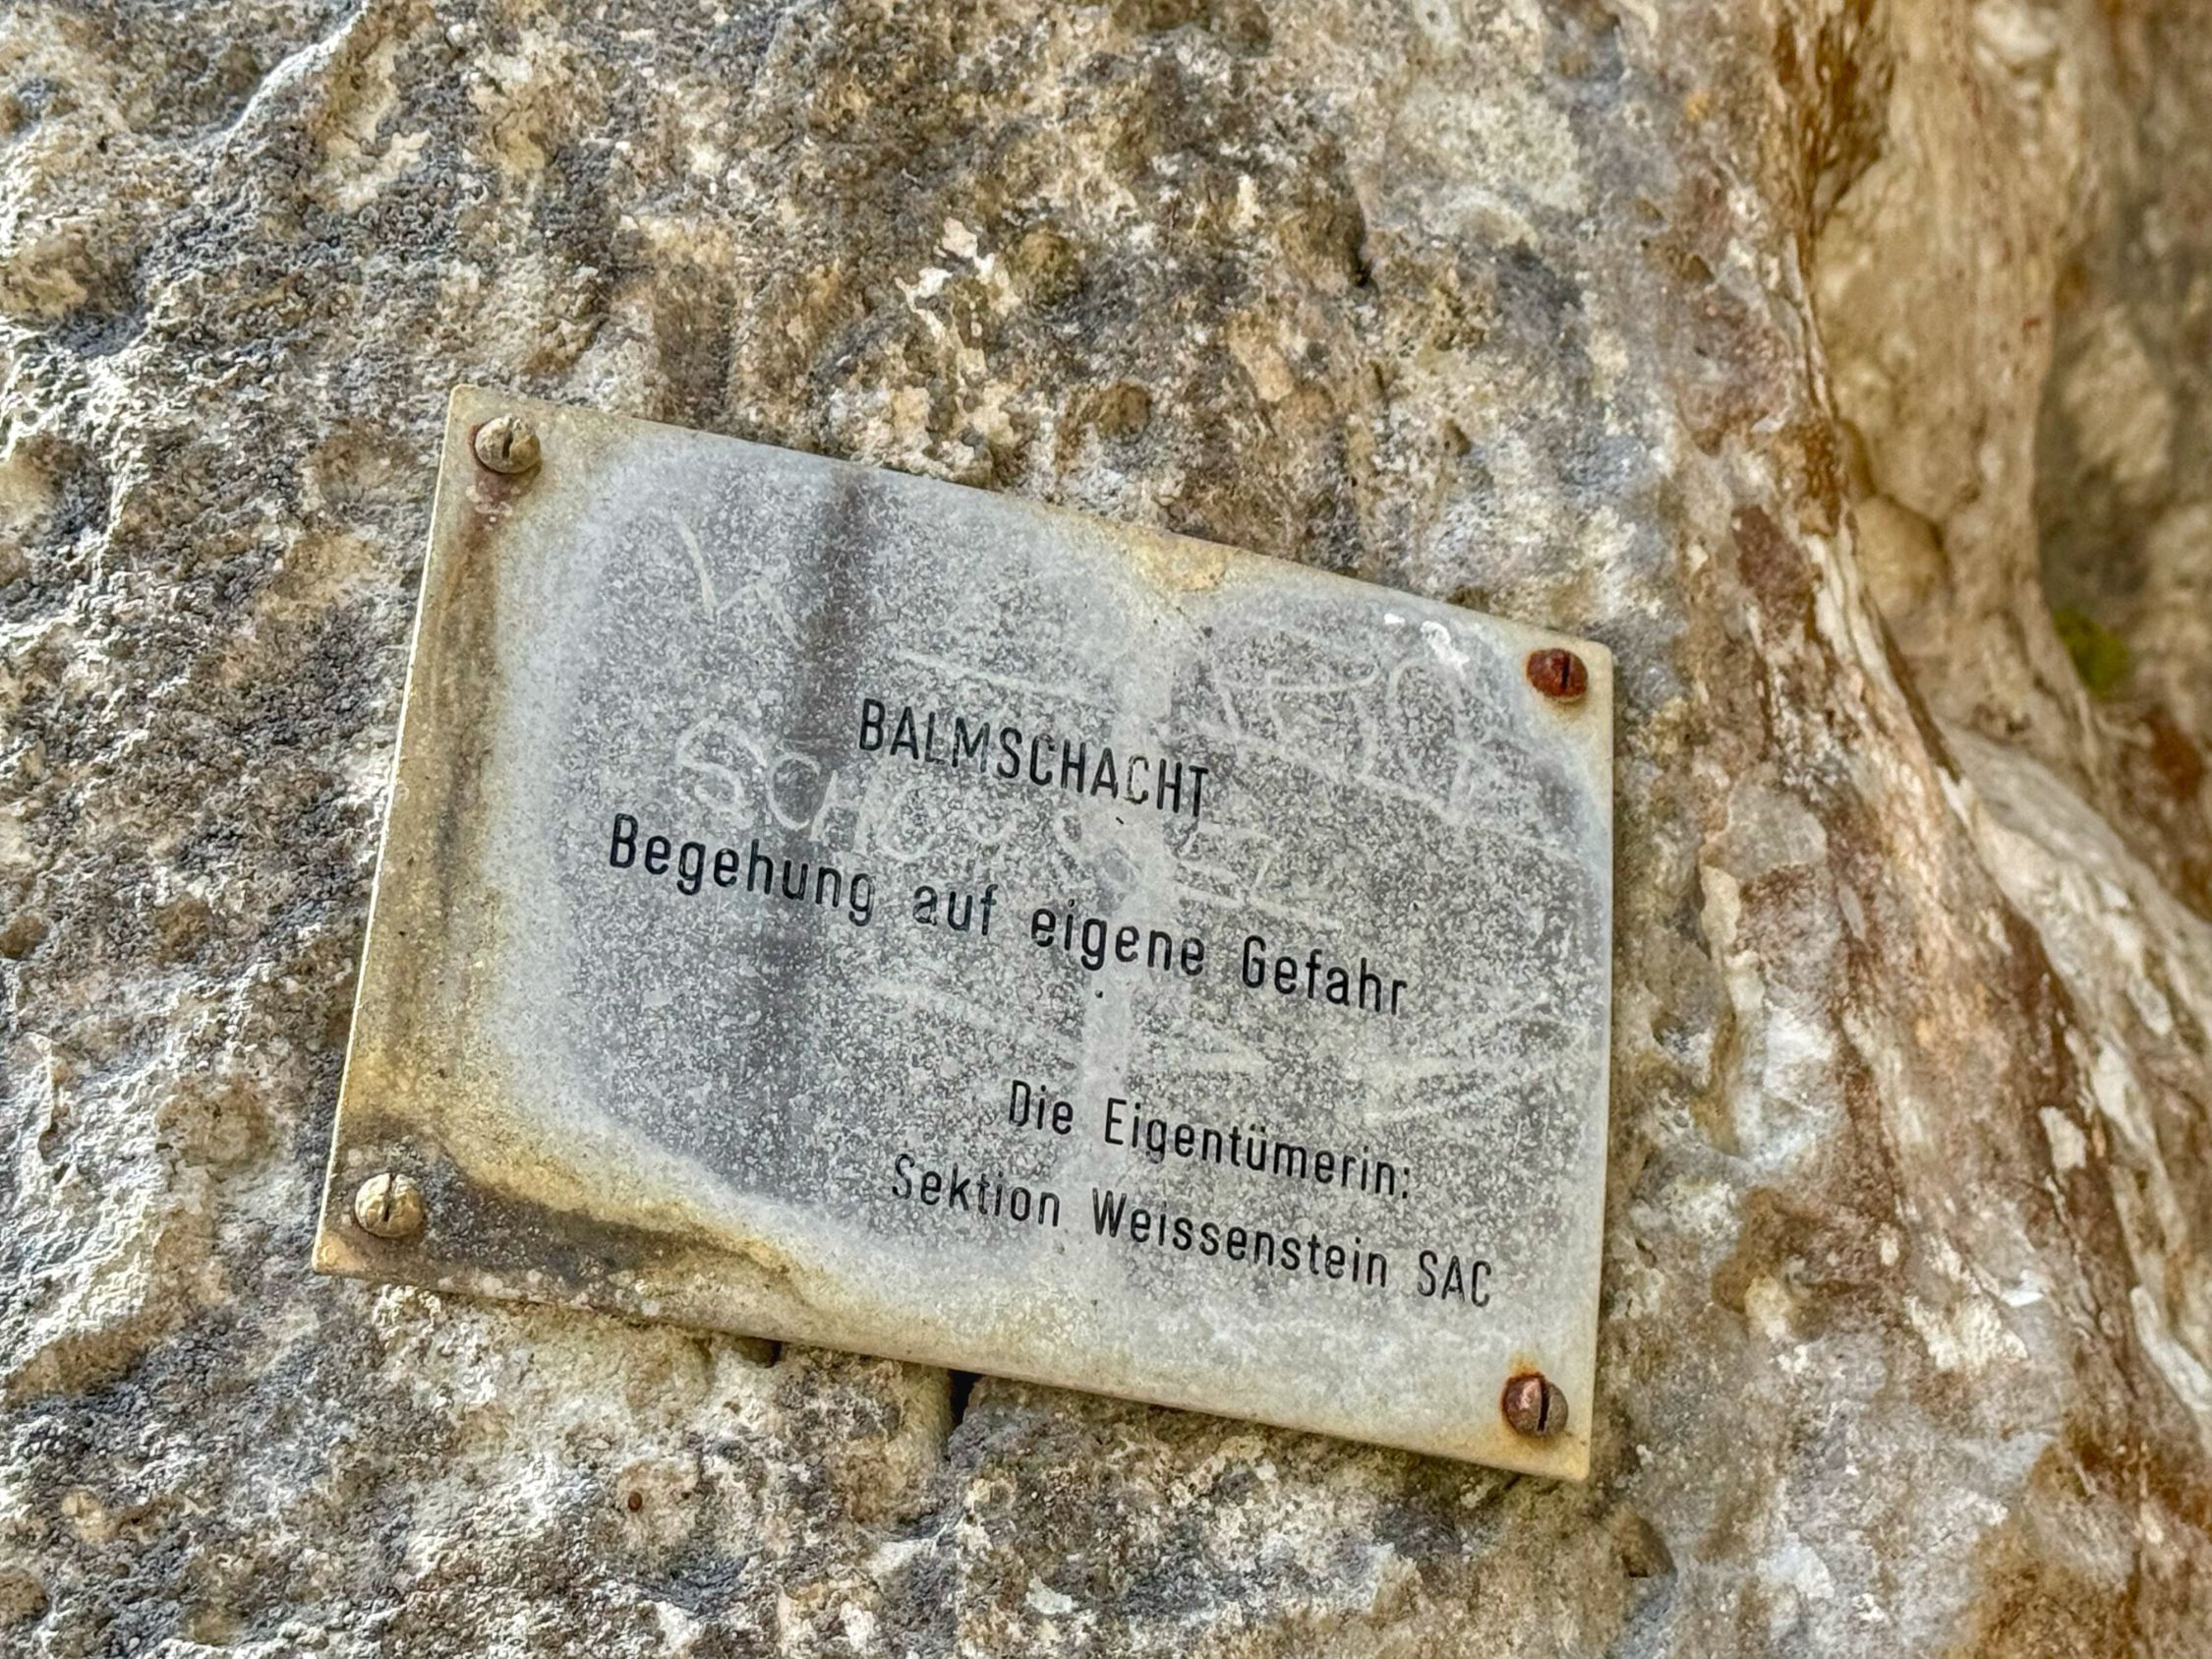 BALMSCHACHT
Begehung auf eigene Gefahr
Die Eigentümerin:
Sektion Weissenstein SAC